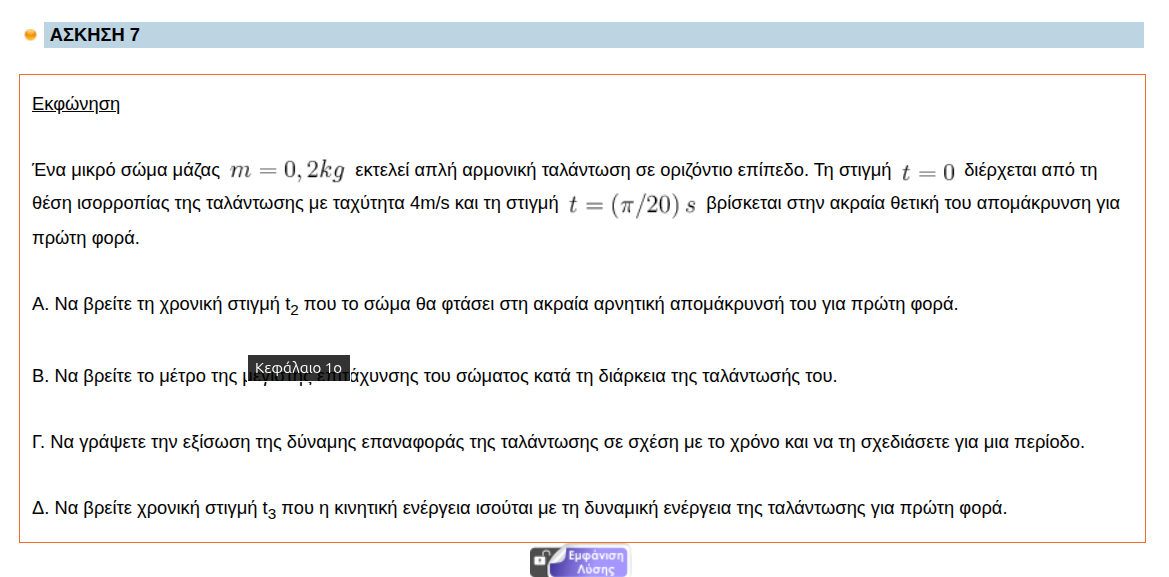 ΑΣΚΗΣΗ 7
Εκφώνηση
Ένα μικρό σώμα μάζας m = 0, 2kg εκτελεί απλή αρμονική ταλάντωση σε οριζόντιο επίπεδο. Τη στιγμή t = 0 διέρχεται από τη
θέση ισορροπίας της ταλάντωσης με ταχύτητα 4m/s και τη στιγμή t = (π/20) s βρίσκεται στην ακραία θετική του απομάκρυνση για
πρώτη φορά.
Α. Να βρείτε τη χρονική στιγμή t2 που το σώμα θα φτάσει στη ακραία αρνητική απομάκρυνσή του για πρώτη φορά.
Κεφάλαιο 1ο
Β. Να βρείτε το μέτρο της του σώματος κατά τη διάρκεια της ταλάντωσής του.
Γ. Να γράψετε την εξίσωση της δύναμης επαναφοράς της ταλάντωσης σε σχέση με το χρόνο και να τη σχεδιάσετε για μια περίοδο.
Δ. Να βρείτε χρονική στιγμή t3 που η κινητική ενέργεια ισούται με τη δυναμική ενέργεια της ταλάντωσης για πρώτη φορά.
Εμφάνιση
Λύσης